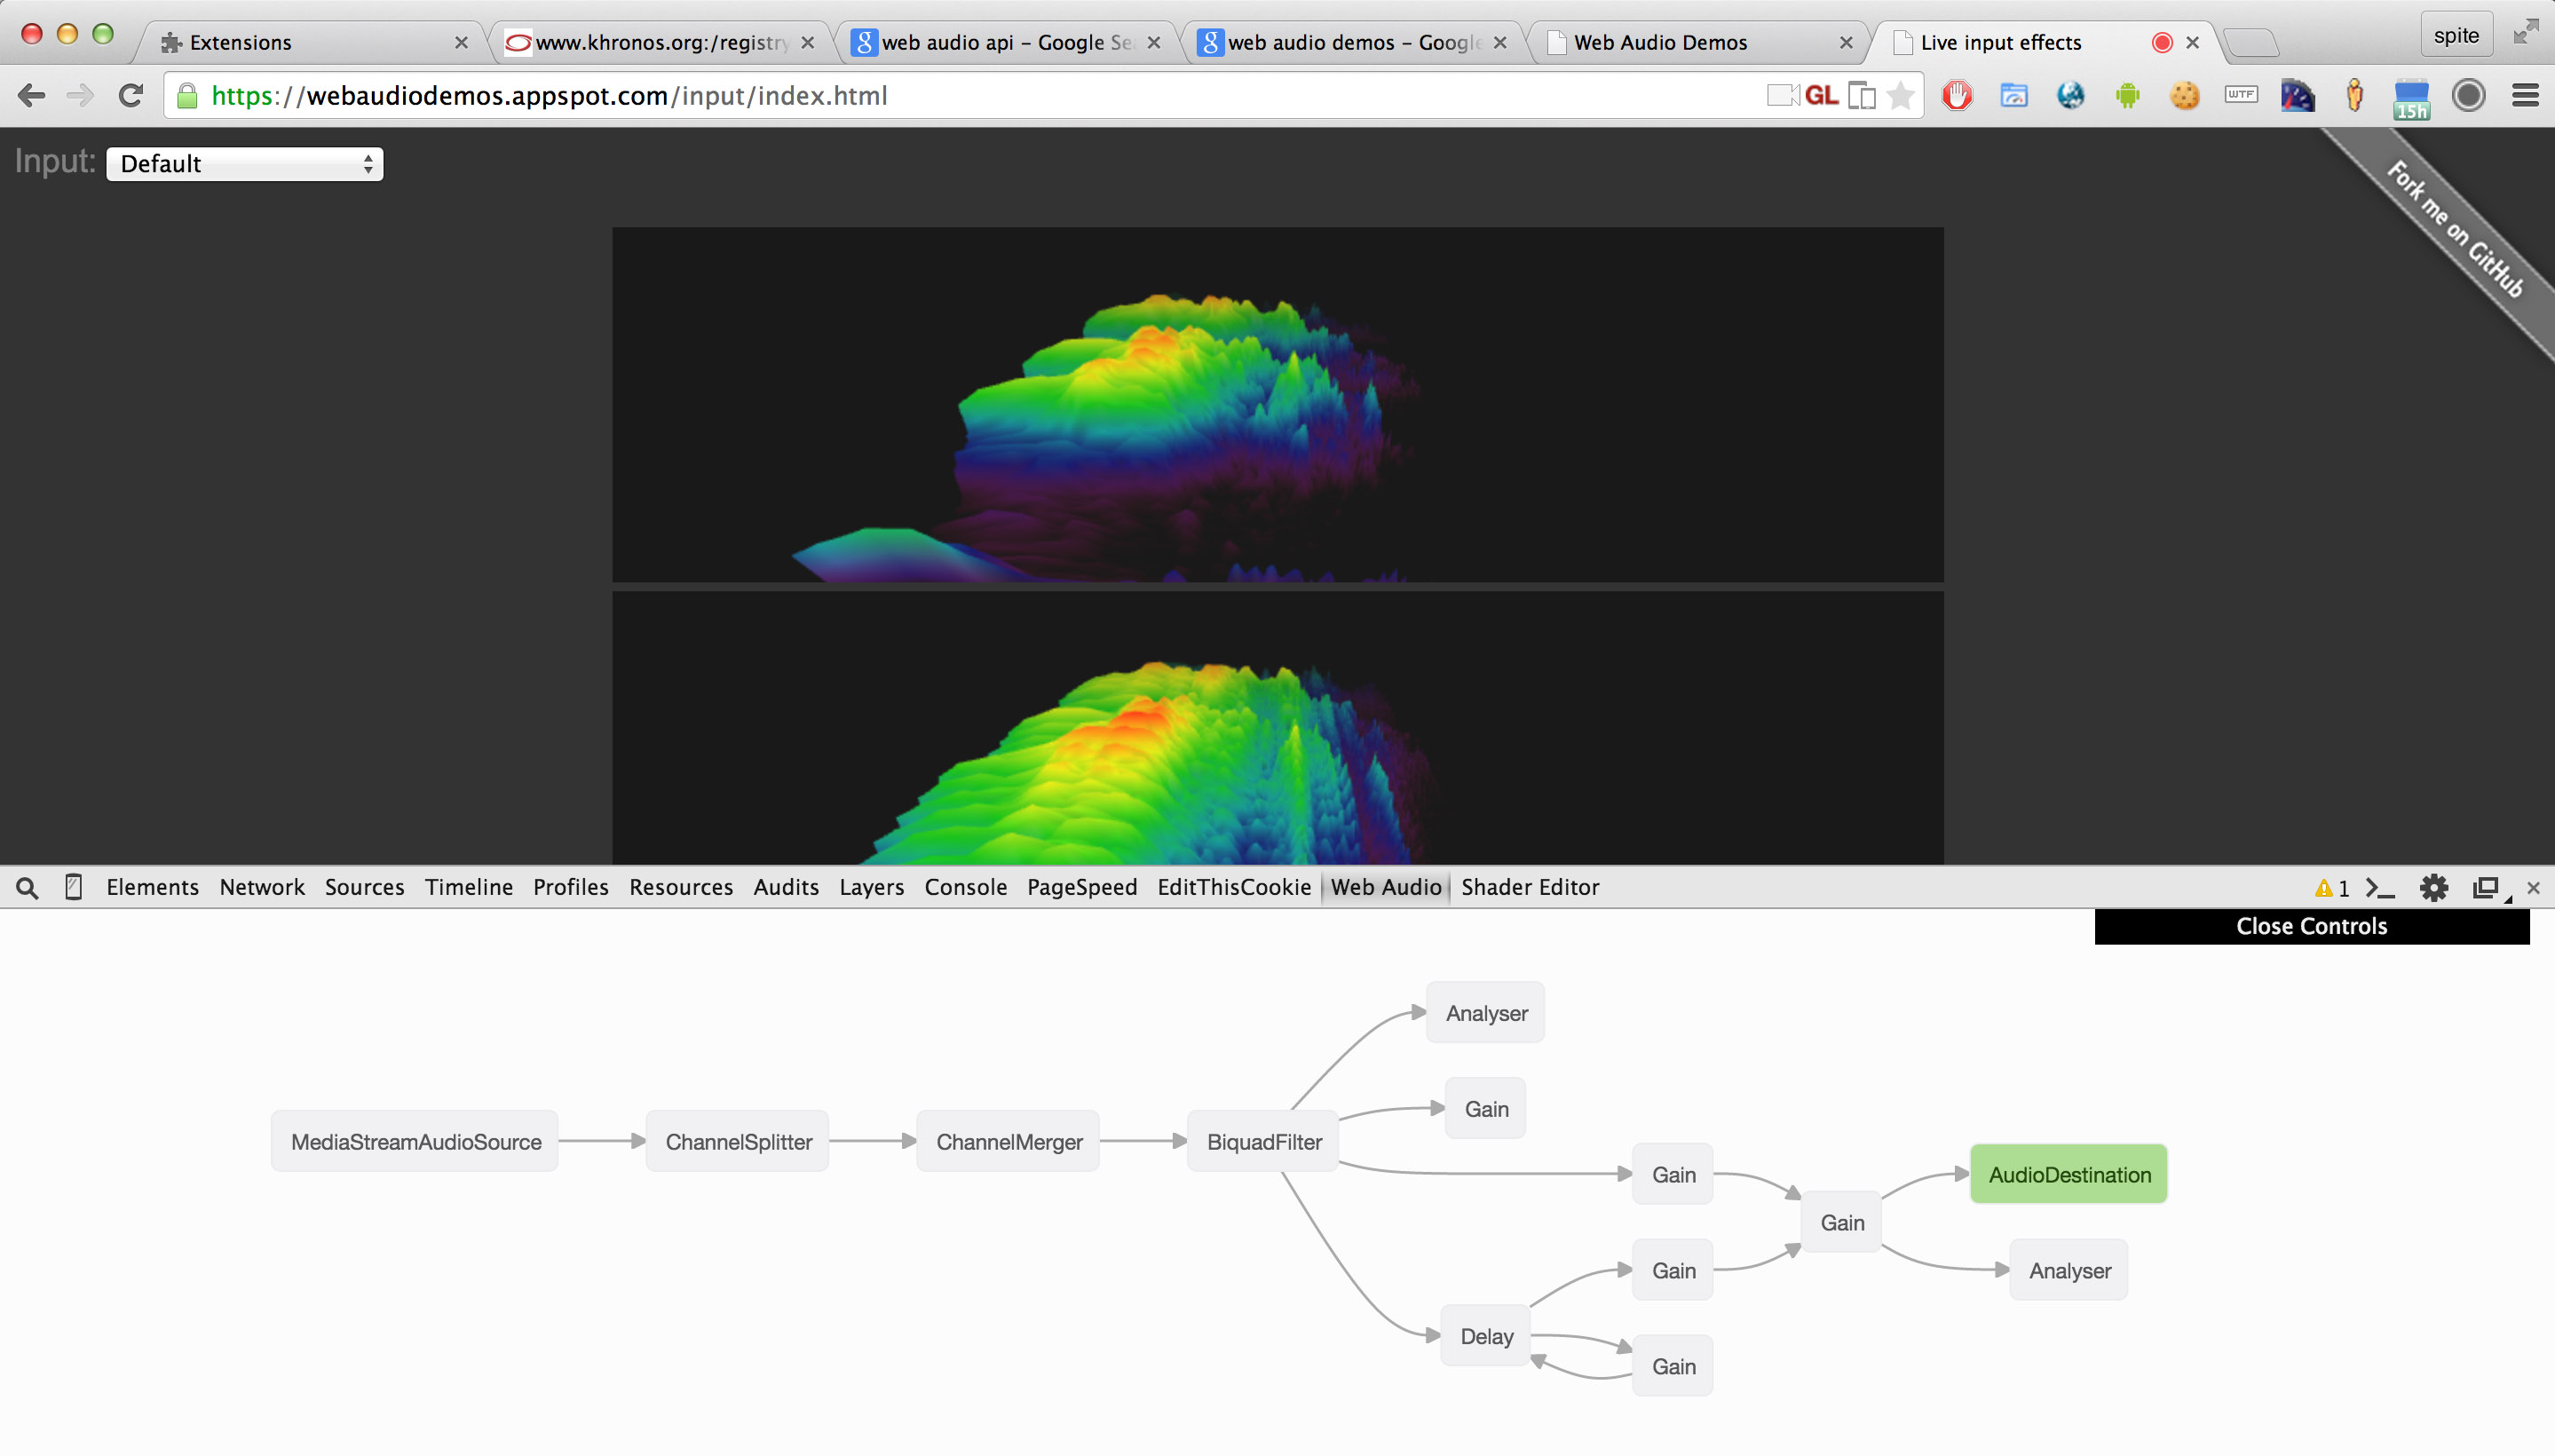 Extensions
www.khronos.org:/registry
web audio api – Google Se
web audio demos – Google
Web Audio Demos
Live input effects
spite
https://webaudiodemos.appspot.com/input/index.html
GL
WTF
15h
Input: Default
Fork me on GitHub
Elements Network Sources Timeline Profiles Resources Audits Layers Console PageSpeed EditThisCookie Web Audio Shader Editor 1
Close Controls
Analyser
Gain
MediaStreamAudioSource ChannelSplitter ChannelMerger BiquadFilter
Gain AudioDestination
Gain
Gain Analyser
Delay
Gain